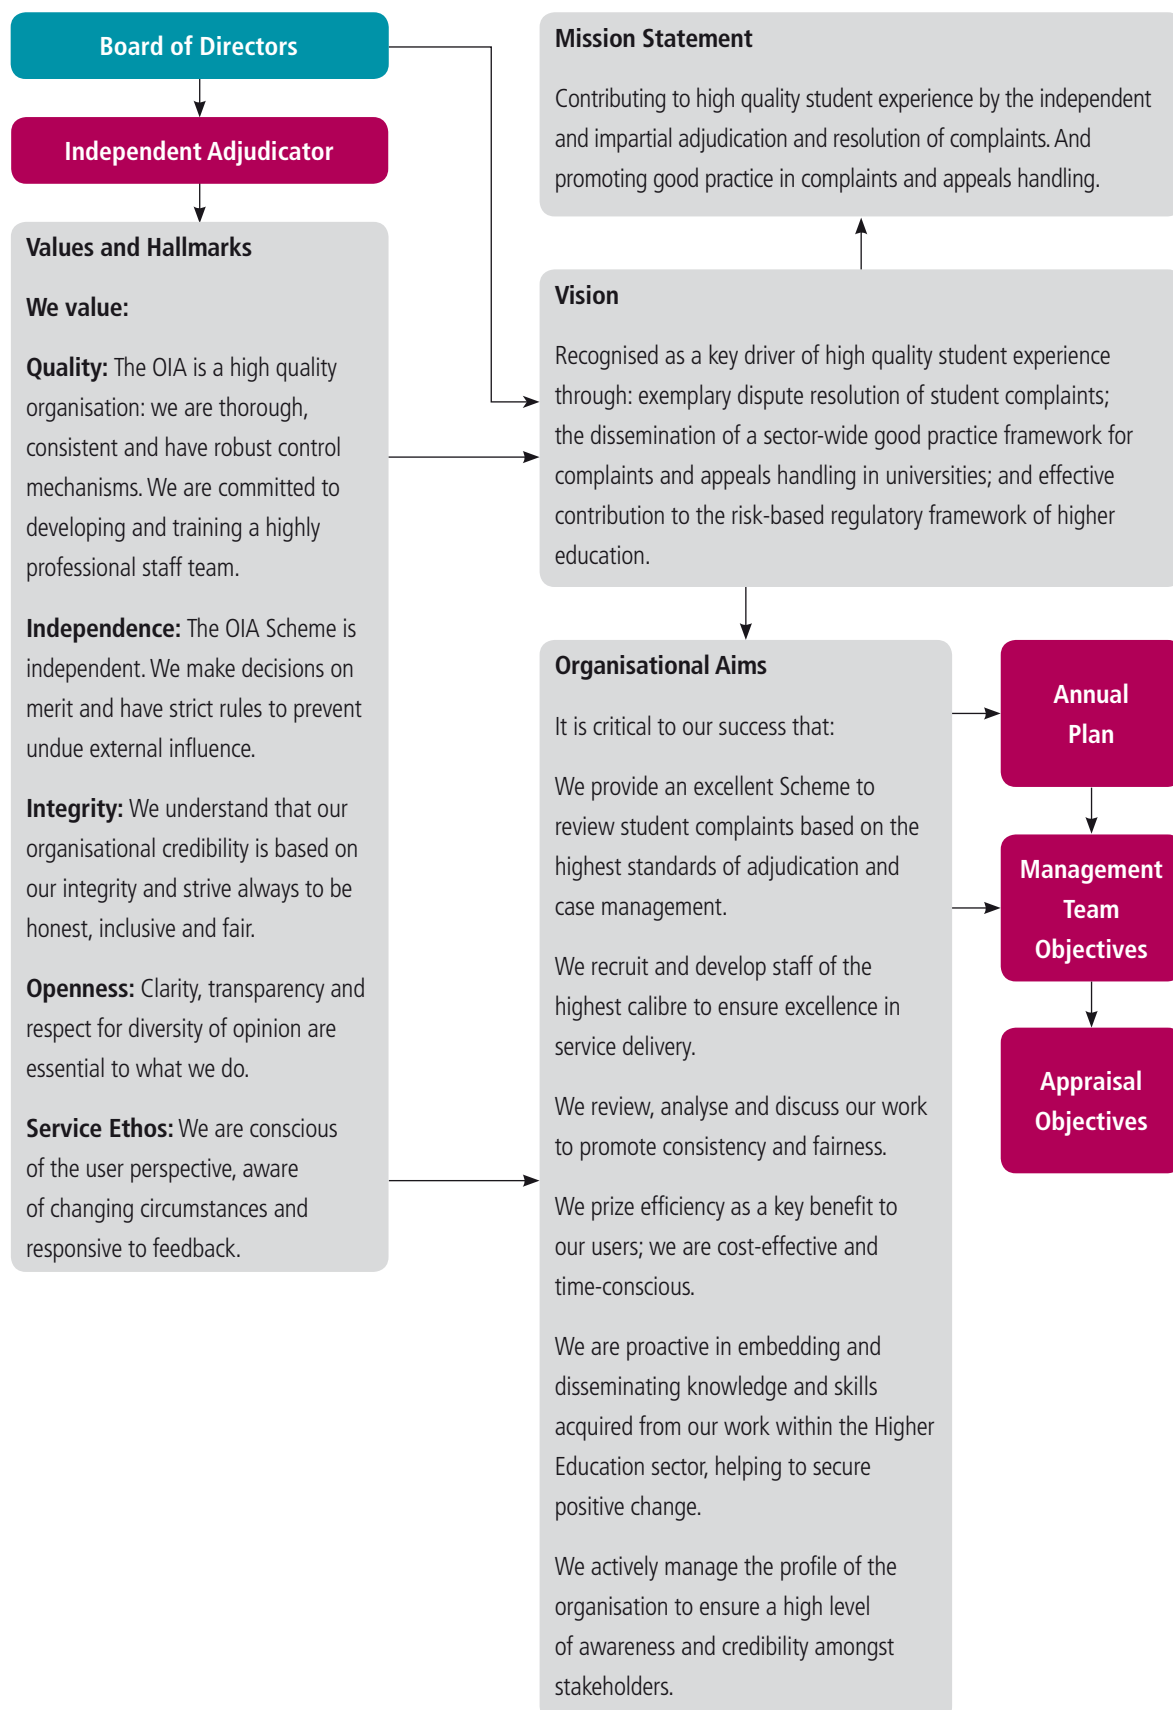 Board of Directors
Independent Adjudicator
Values and Hallmarks
We value:
Quality: The OIA is a high quality
organisation: we are thorough,
consistent and have robust control
mechanisms. We are committed to
developing and training a highly
professional staff team.
Independence: The OIA Scheme is
independent. We make decisions on
merit and have strict rules to prevent
undue external influence.
Integrity: We understand that our
organisational credibility is based on
our integrity and strive always to be
honest, inclusive and fair.
Openness: Clarity, transparency and
respect for diversity of opinion are
essential to what we do.
Service Ethos: We are conscious
of the user perspective, aware
of changing circumstances and
responsive to feedback.
Mission Statement
Contributing to high quality student experience by the independent
and impartial adjudication and resolution of complaints. And
promoting good practice in complaints and appeals handling.
Vision
Recognised as a key driver of high quality student experience
through: exemplary dispute resolution of student complaints;
the dissemination of a sector-wide good practice framework for
complaints and appeals handling in universities; and effective
contribution to the risk-based regulatory framework of higher
education.
Organisational Aims
It is critical to our success that:
We provide an excellent Scheme to
review student complaints based on the
highest standards of adjudication and
case management.
We recruit and develop staff of the
highest calibre to ensure excellence in
service delivery.
We review, analyse and discuss our work
to promote consistency and fairness.
We prize efficiency as a key benefit to
our users; we are cost-effective and
time-conscious.
We are proactive in embedding and
disseminating knowledge and skills
acquired from our work within the Higher
Education sector, helping to secure
positive change.
We actively manage the profile of the
organisation to ensure a high level
of awareness and credibility amongst
stakeholders.
Annual
Plan
Management
Team
Objectives
Appraisal
Objectives